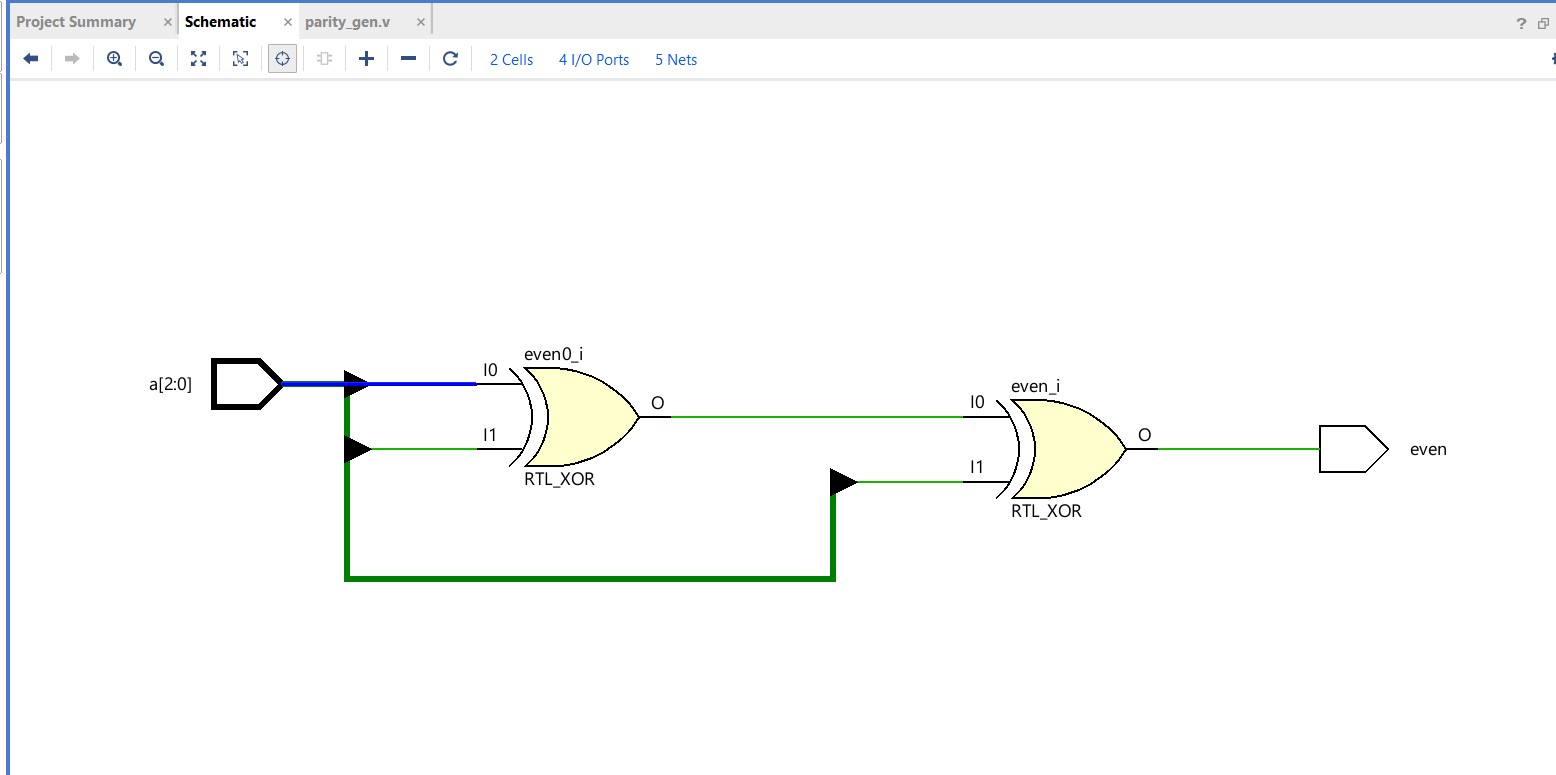 Project Summary × Schematic × parity_gen.v × ?
2 Cells 4 I/O Ports 5 Nets
even0_i
I0
a[2:0]
even_i
I0
O
I1
O
even
I1
RTL_XOR
RTL_XOR